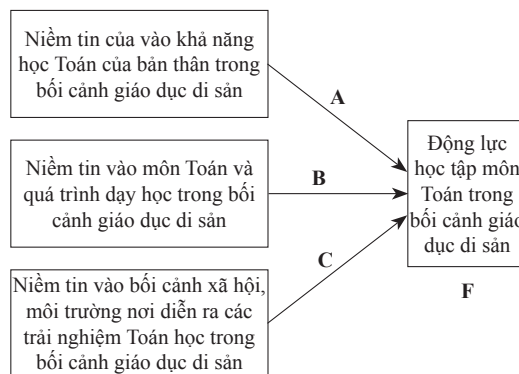 Niềm tin của vào khả năng
học Toán của bản thân trong
bối cảnh giáo dục di sản
A
Niềm tin vào môn Toán và
quá trình dạy học trong bối
cảnh giáo dục di sản
B
Niềm tin vào bối cảnh xã hội,
môi trường nơi diễn ra các
trải nghiệm Toán học trong
bối cảnh giáo dục di sản
C
Động lực
học tập môn
Toán trong
bối cảnh giáo
dục di sản
F